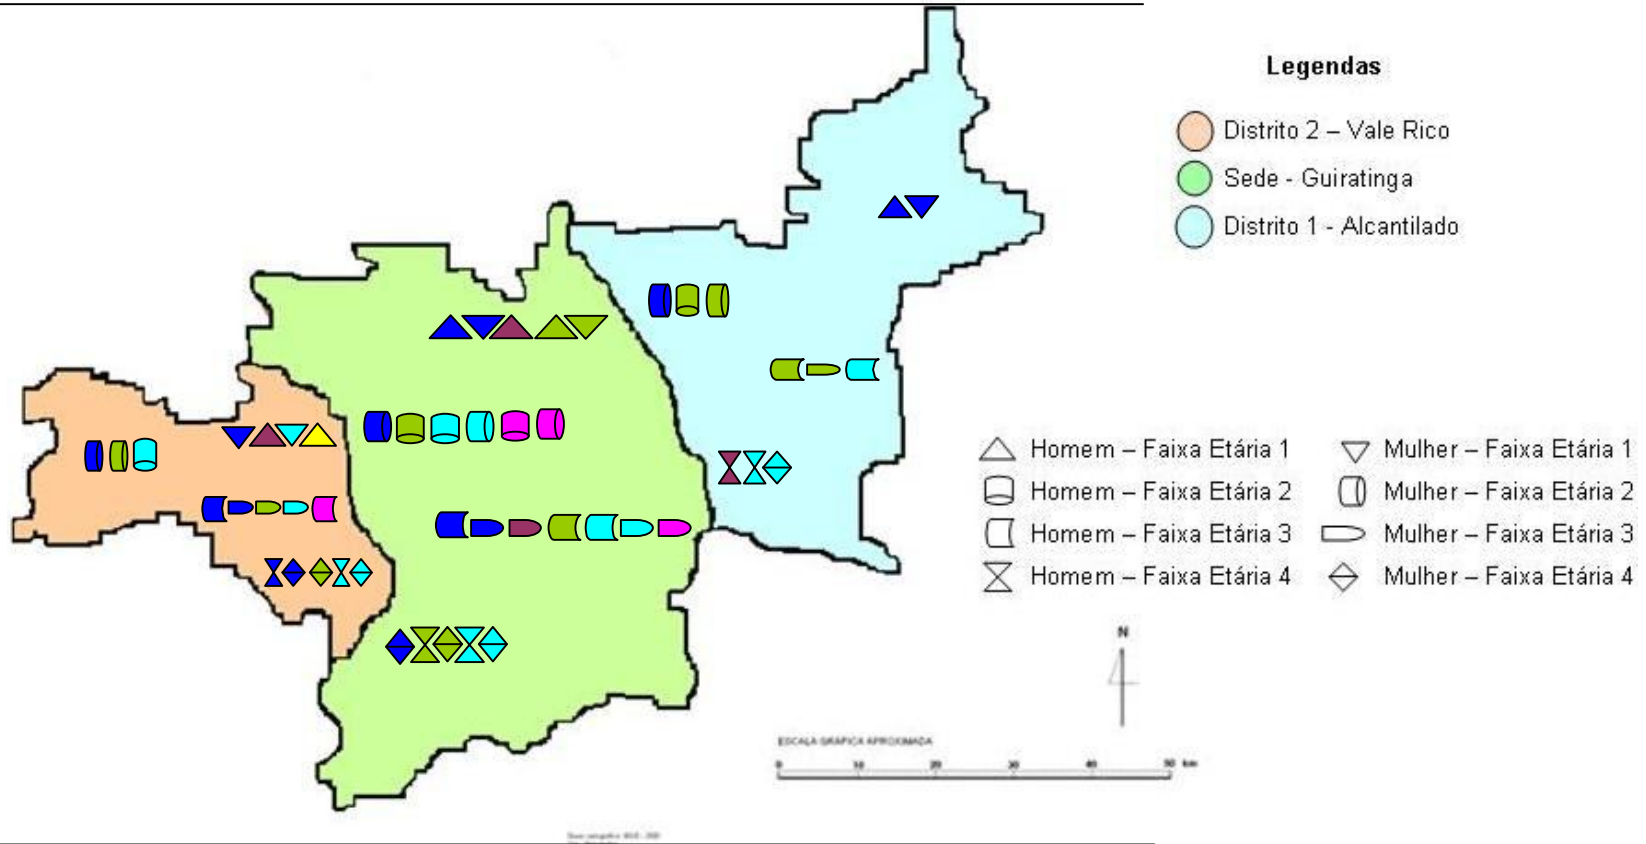 Legendas
Distrito 2 – Vale Rico
Sede - Guiratinga
Distrito 1 - Alcantilado
Homem – Faixa Etária 1
Mulher – Faixa Etária 1
Homem – Faixa Etária 2
Mulher – Faixa Etária 2
Homem – Faixa Etária 3
Mulher – Faixa Etária 3
Homem – Faixa Etária 4
Mulher – Faixa Etária 4
N
ESCALA GRÁFICA APROXIMADA
0 10 20 30 40 50 km